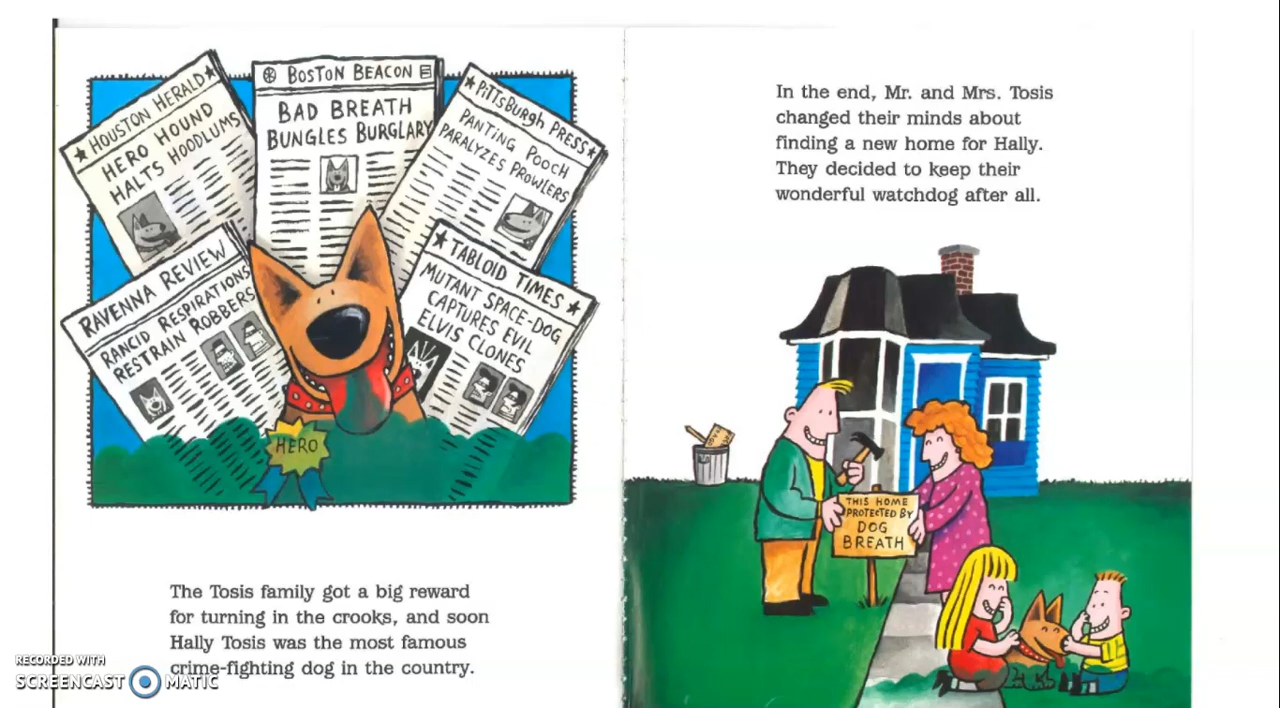 HOUSTON HERALD
HERO HOUND
HALTS HOODLUMS
BOSTON BEACON
BAD BREATH
BUNGLES BURGLARY
PITTSBURGH PRESS
PANTING POOCH
PARALYZES PROWLERS
RAVENNA REVIEW
RANCID RESPIRATIONS
RESTRAIN ROBBERS
TABLOID TIMES
MUTANT SPACE-DOG
CAPTURES EVIL
ELVIS CLONES
HERO
The Tosis family got a big reward
for turning in the crooks, and soon
Hally Tosis was the most famous
crime-fighting dog in the country.
In the end, Mr. and Mrs. Tosis
changed their minds about
finding a new home for Hally.
They decided to keep their
wonderful watchdog after all.
THIS HOME
PROTECTED BY
DOG
BREATH
RECORDED WITH
SCREENCAST MATIC